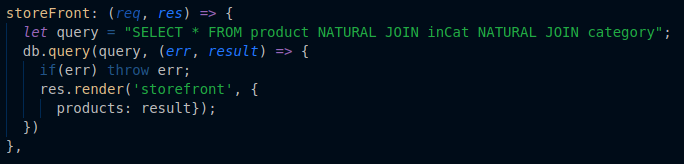 storeFront: (req, res) => {
let query = "SELECT * FROM product NATURAL JOIN inCat NATURAL JOIN category";
db.query(query, (err, result) => {
if(err) throw err;
res.render('storefront', {
products: result});
})
},